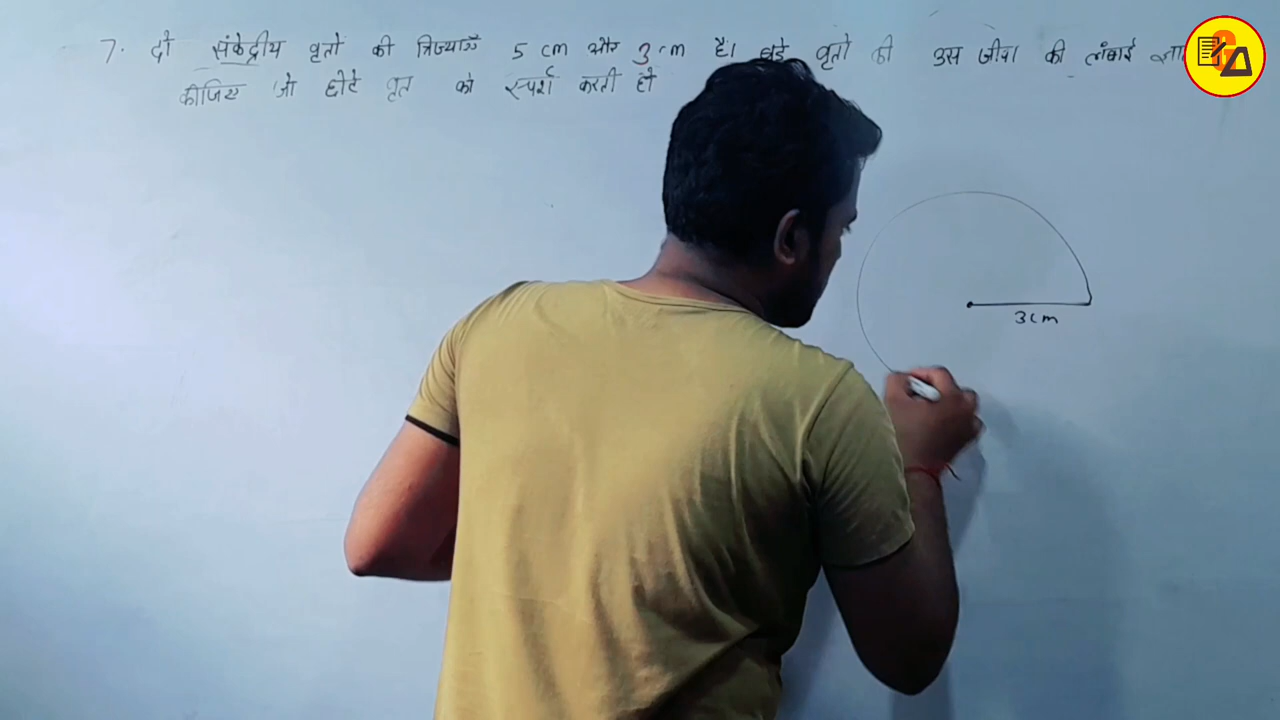 7. दो संकेद्रीय वृतो की त्रिज्याऍ 5 cm और 3 cm हैं। बडे वृतो की उस जीवा की लंबाई
कीजिए जो छोटे वृत को स्पर्श करती हो
3cm